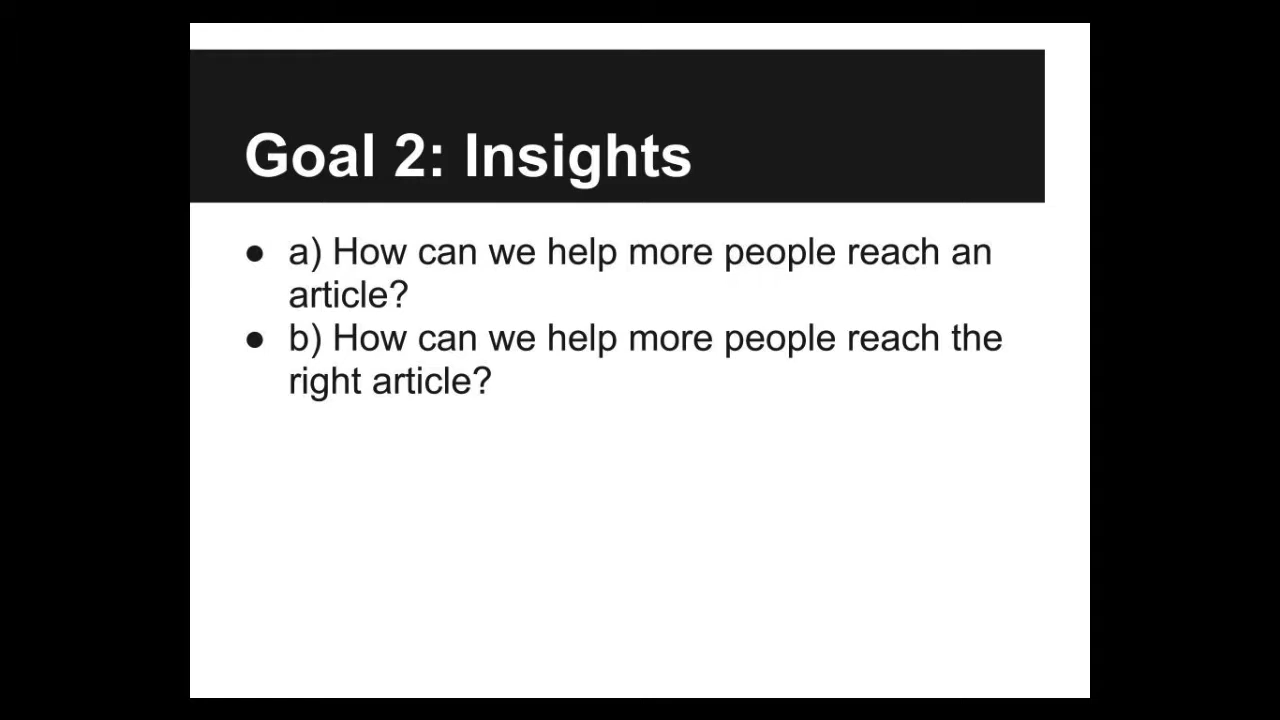 Goal 2: Insights
● a) How can we help more people reach an
article?
● b) How can we help more people reach the
right article?